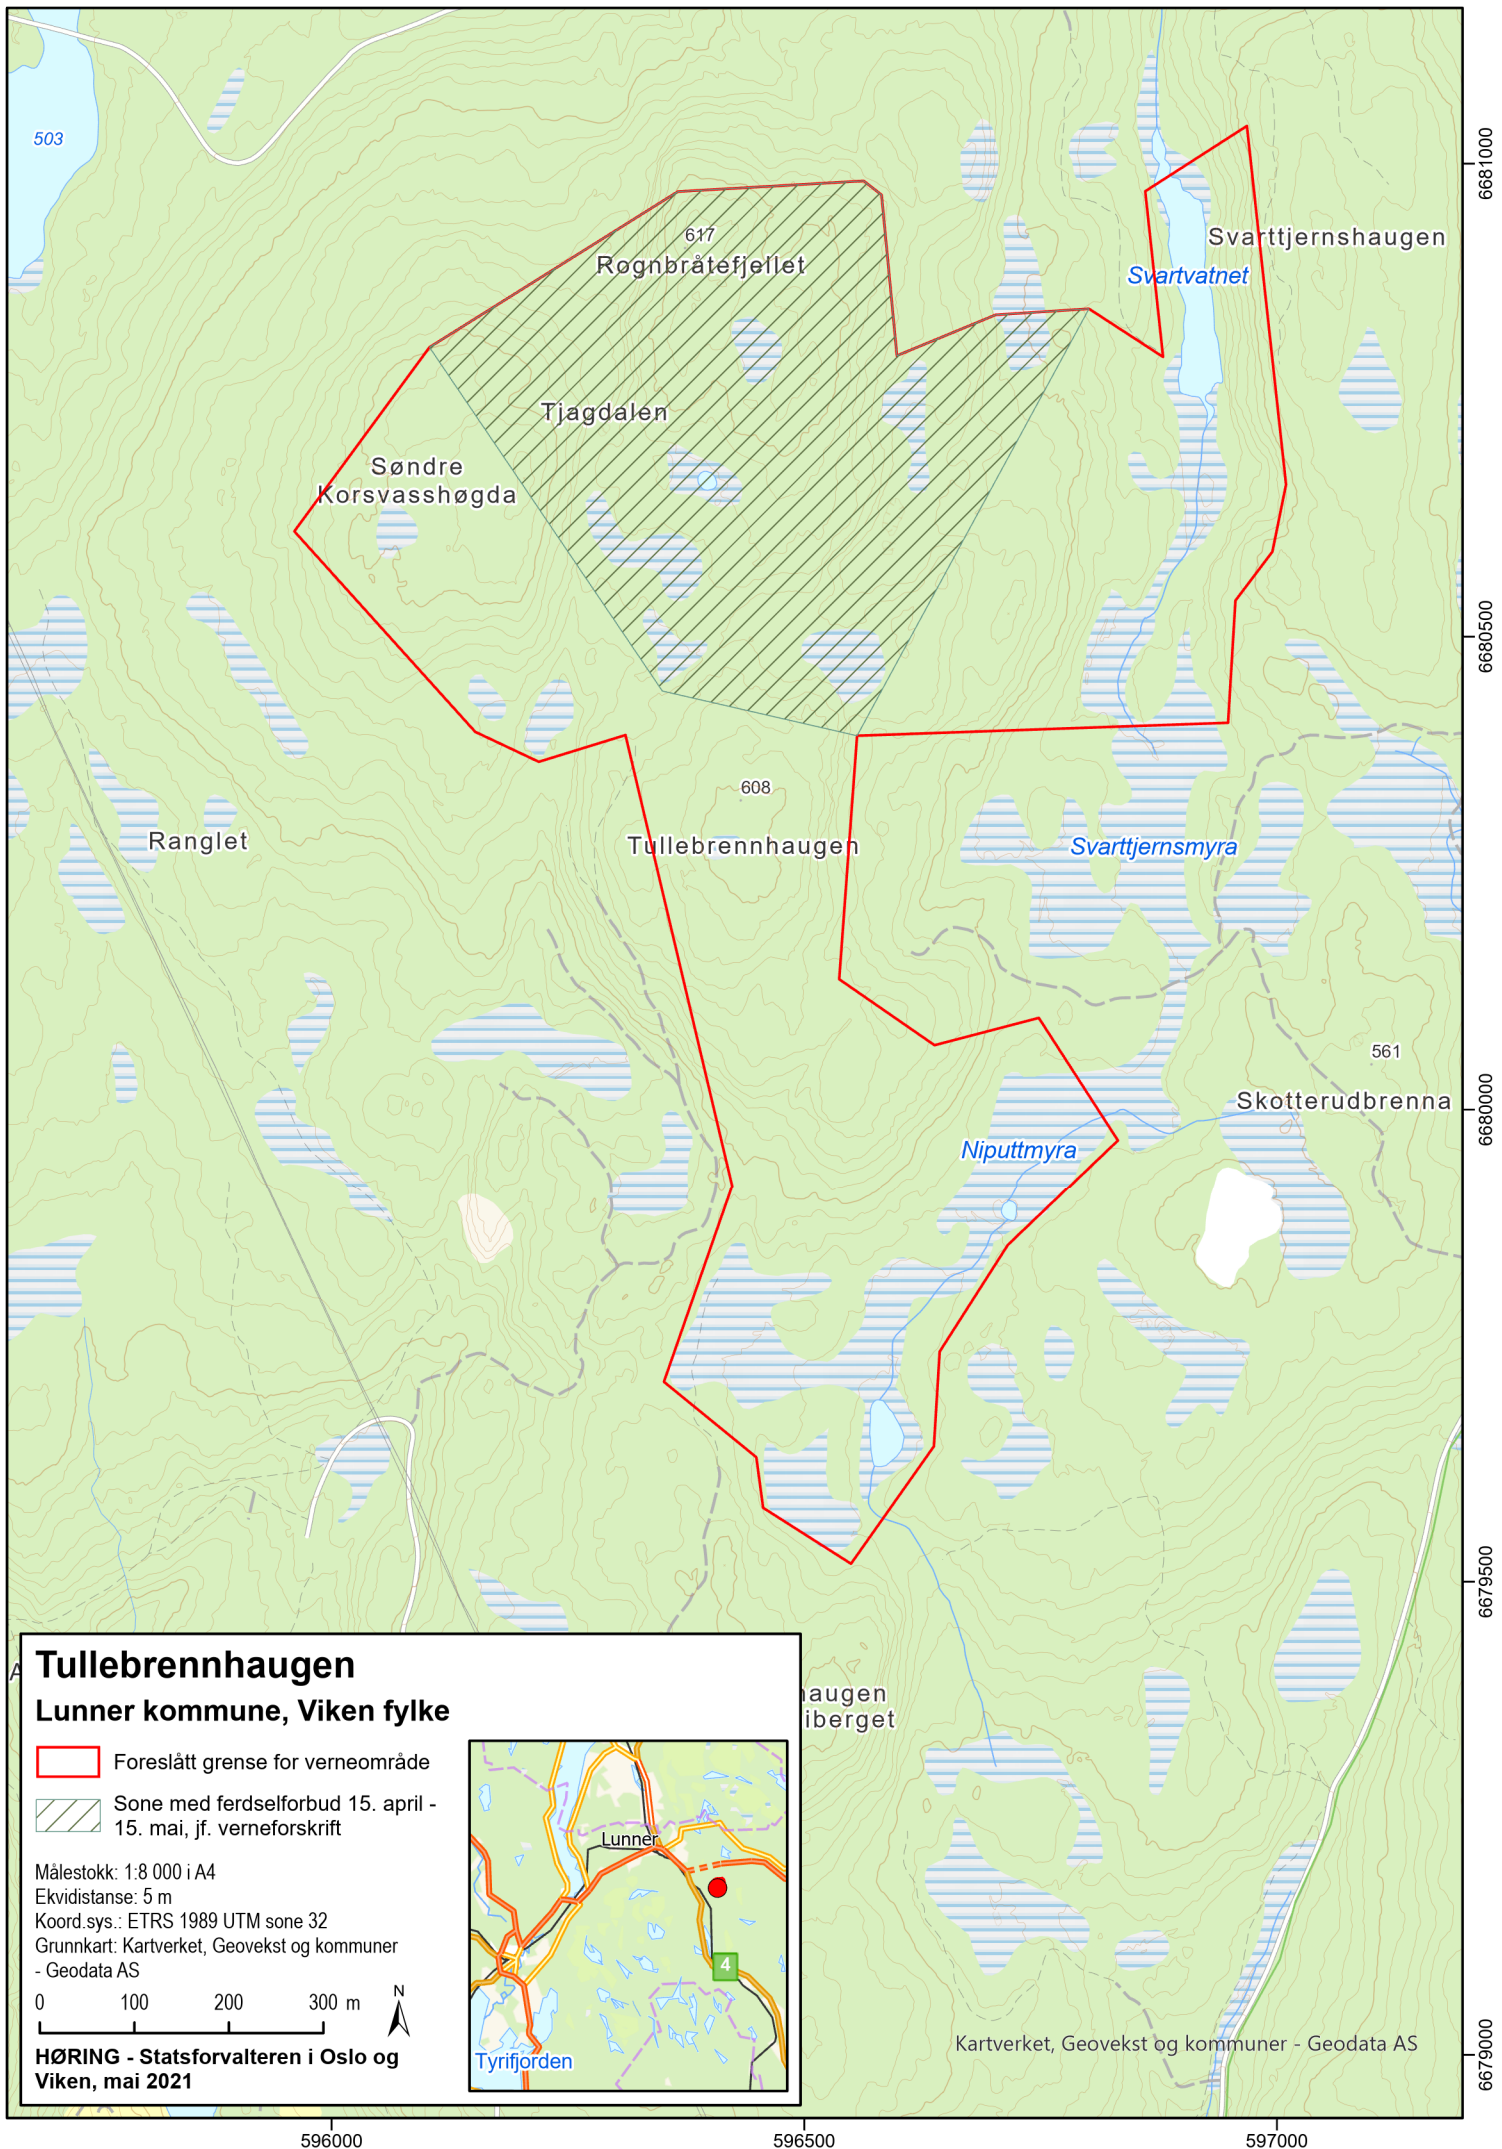 503
6681000
617
Rognbråtefjellet
Svarttjernshaugen
Svartvatnet
Tjagdalen
Søndre
Korsvasshøgda
6680500
608
Ranglet
Tullebrennhaugen
Svarttjernsmyra
561
Skotterudbrenna
6680000
Niputtmyra
6679500
Tullebrennhaugen
Lunner kommune, Viken fylke
Foreslått grense for verneområde
Sone med ferdselforbud 15. april -
15. mai, jf. verneforskrift
Målestokk: 1:8 000 i A4
Ekvidistanse: 5 m
Koord.sys.: ETRS 1989 UTM sone 32
Grunnkart: Kartverket, Geovekst og kommuner
- Geodata AS
0 100 200 300 m
N
HØRING - Statsforvalteren i Oslo og
Viken, mai 2021
Lunner
4
Tyrifjorden
haugen
iberget
Kartverket, Geovekst og kommuner - Geodata AS
6679000
596000 596500 597000